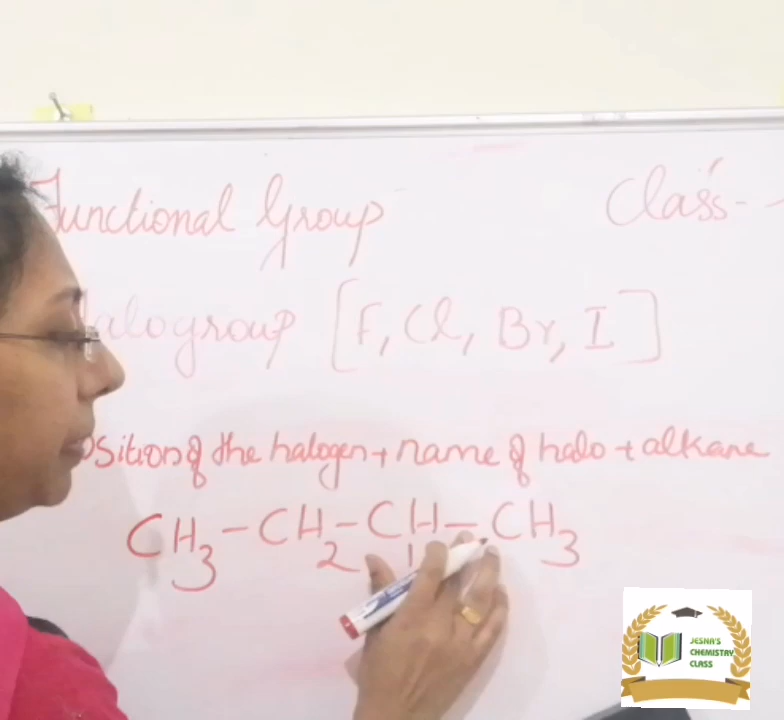 Functional Group
Class-
alogroup [F, Cl, Br, I]
osition of the halogen + name of halo + alkane
CH3 - CH2 - CH - CH3
JESNA'S
CHEMISTRY
CLASS